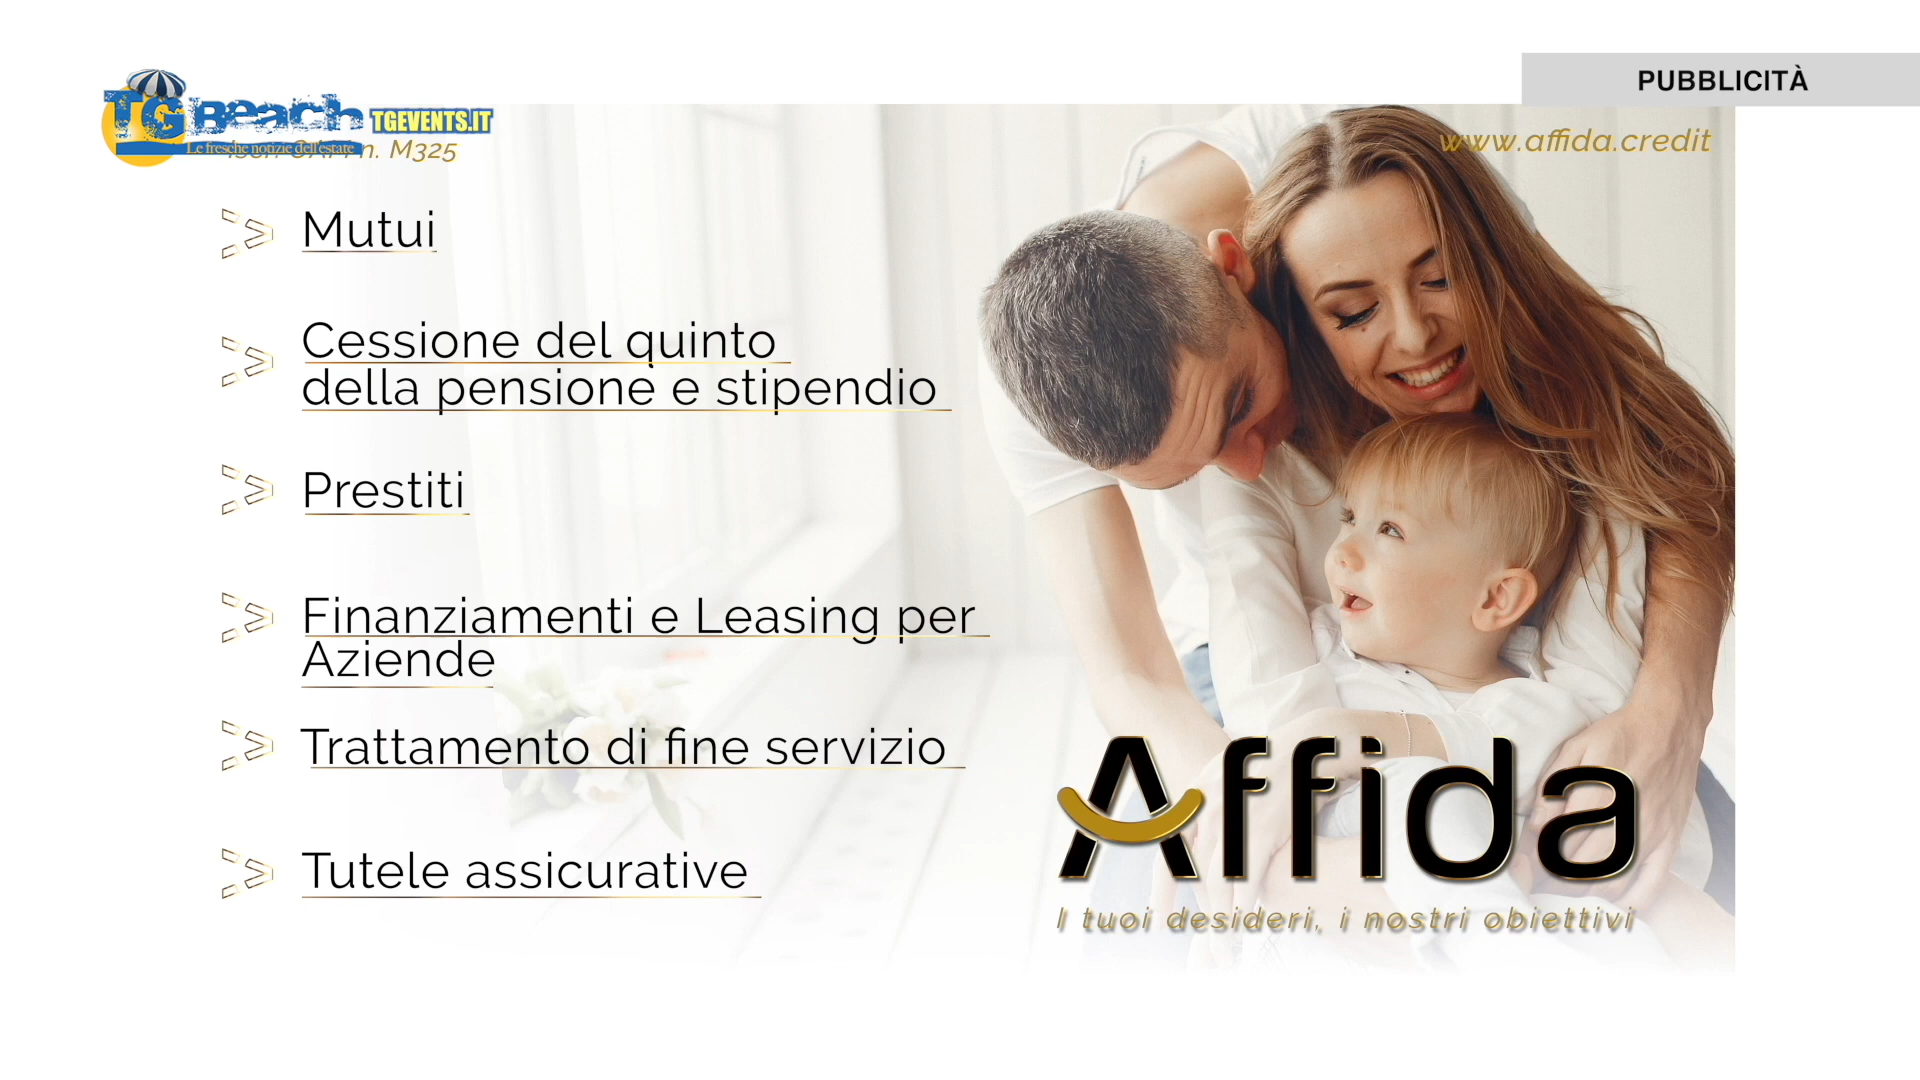 PUBBLICITÀ
TG Beach TGEVENTS.IT
Le fresche notizie dell'estate
n. M325
www.affida.credit
Mutui
Cessione del quinto
della pensione e stipendio
Prestiti
Finanziamenti e Leasing per
Aziende
Trattamento di fine servizio
Tutele assicurative
Affida
I tuoi desideri, i nostri obiettivi